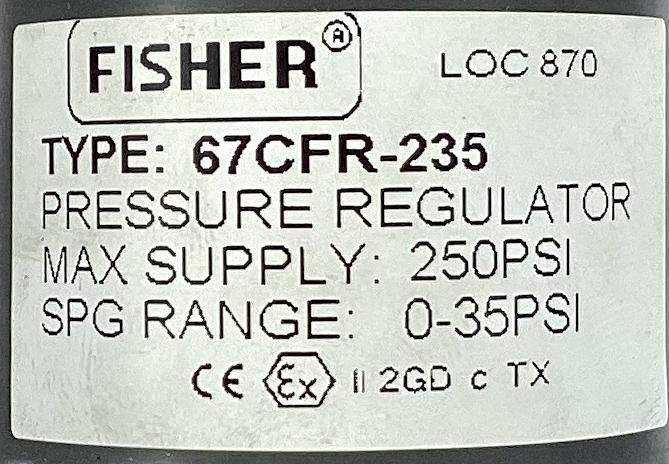 FISHER® LOC 870
TYPE: 67CFR-235
PRESSURE REGULATOR
MAX SUPPLY: 250PSI
SPG RANGE: 0-35PSI
CE Ex II 2GD c TX